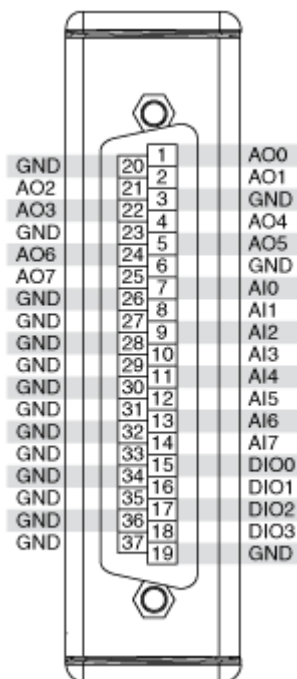 1 AO0
GND 20
2 AO1
AO2 21
3 GND
AO3 22
4 AO4
GND 23
5 AO5
AO6 24
6 GND
AO7 25
7 AI0
GND 26
8 AI1
GND 27
9 AI2
GND 28
10 AI3
GND 29
11 AI4
GND 30
12 AI5
GND 31
13 AI6
GND 32
14 AI7
GND 33
15 DIO0
GND 34
16 DIO1
GND 35
17 DIO2
GND 36
18 DIO3
GND 37
19 GND